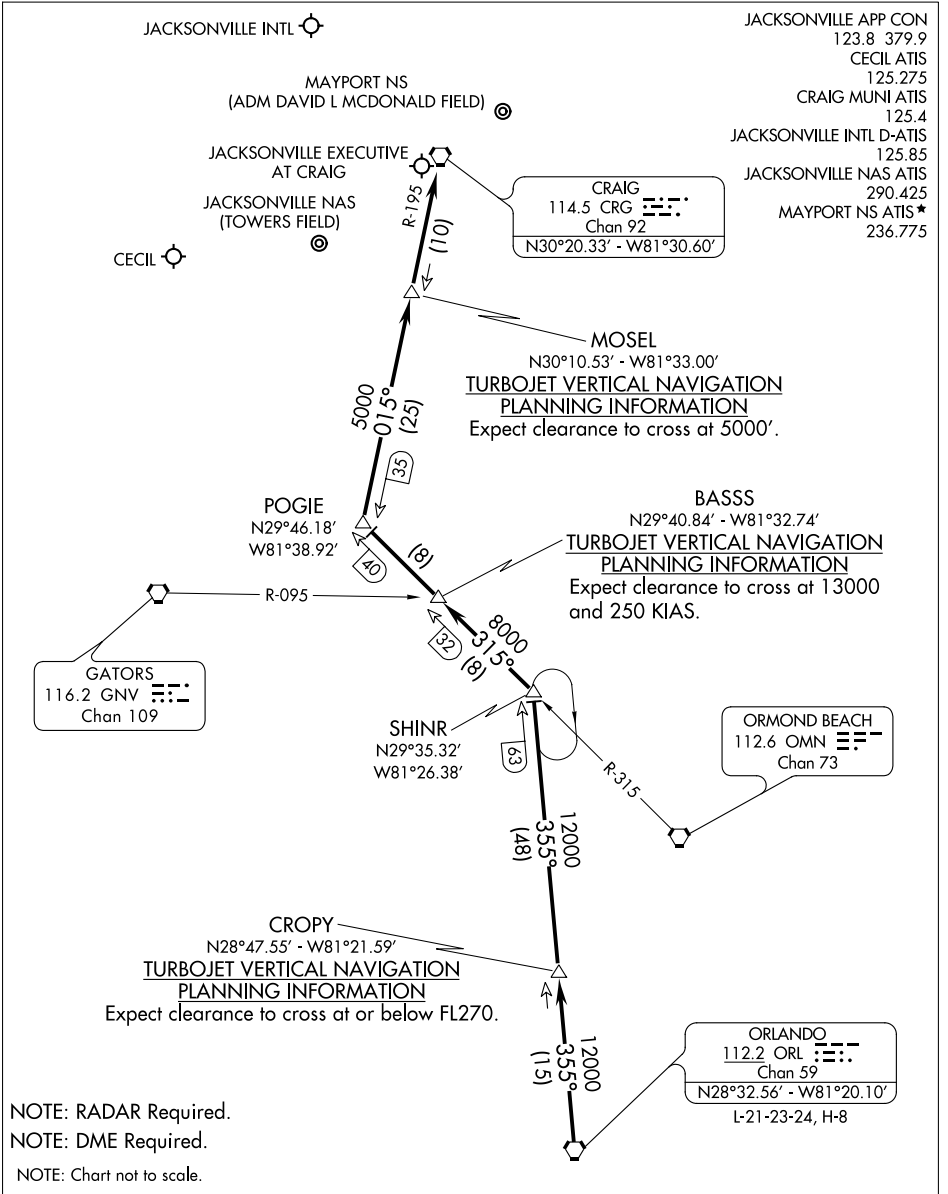 JACKSONVILLE INTL
JACKSONVILLE APP CON
123.8 379.9
CECIL ATIS
125.275
CRAIG MUNI ATIS
125.4
JACKSONVILLE INTL D-ATIS
125.85
JACKSONVILLE NAS ATIS
290.425
MAYPORT NS ATIS★
236.775
MAYPORT NS
(ADM DAVID L MCDONALD FIELD)
JACKSONVILLE EXECUTIVE
AT CRAIG
JACKSONVILLE NAS
(TOWERS FIELD)
CECIL
CRAIG
114.5 CRG
Chan 92
N30°20.33' - W81°30.60'
R-195
(10)
MOSEL
N30°10.53' - W81°33.00'
TURBOJET VERTICAL NAVIGATION
PLANNING INFORMATION
Expect clearance to cross at 5000'.
5000
015°
(25)
35
POGIE
N29°46.18'
W81°38.92'
40
(8)
BASSS
N29°40.84' - W81°32.74'
TURBOJET VERTICAL NAVIGATION
PLANNING INFORMATION
Expect clearance to cross at 13000
and 250 KIAS.
R-095
GATORS
116.2 GNV
Chan 109
32
8000
315°
(8)
SHINR
N29°35.32'
W81°26.38'
63
R-315
ORMOND BEACH
112.6 OMN
Chan 73
12000
355°
(48)
CROPY
N28°47.55' - W81°21.59'
TURBOJET VERTICAL NAVIGATION
PLANNING INFORMATION
Expect clearance to cross at or below FL270.
12000
355°
(15)
ORLANDO
112.2 ORL
Chan 59
N28°32.56' - W81°20.10'
L-21-23-24, H-8
NOTE: RADAR Required.
NOTE: DME Required.
NOTE: Chart not to scale.